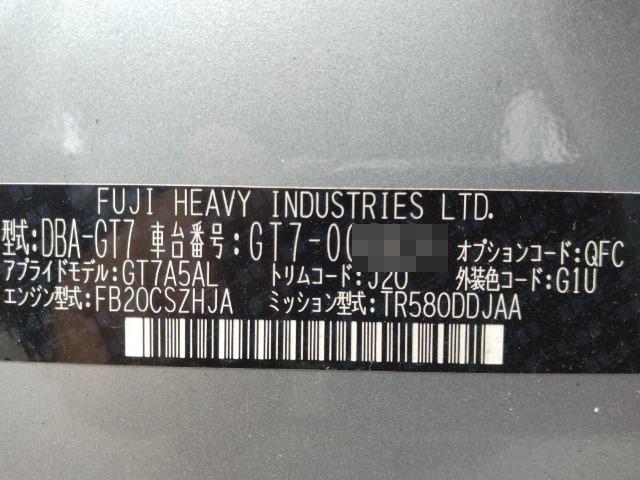 FUJI HEAVY INDUSTRIES LTD.
型式:DBA-GT7 車台番号:GT7-0 オプションコード:QFC
アプライドモデル:GT7A5AL トリムコード:J20 外装色コード:G1U
エンジン型式:FB20CSZHJA ミッション型式:TR580DDJAA